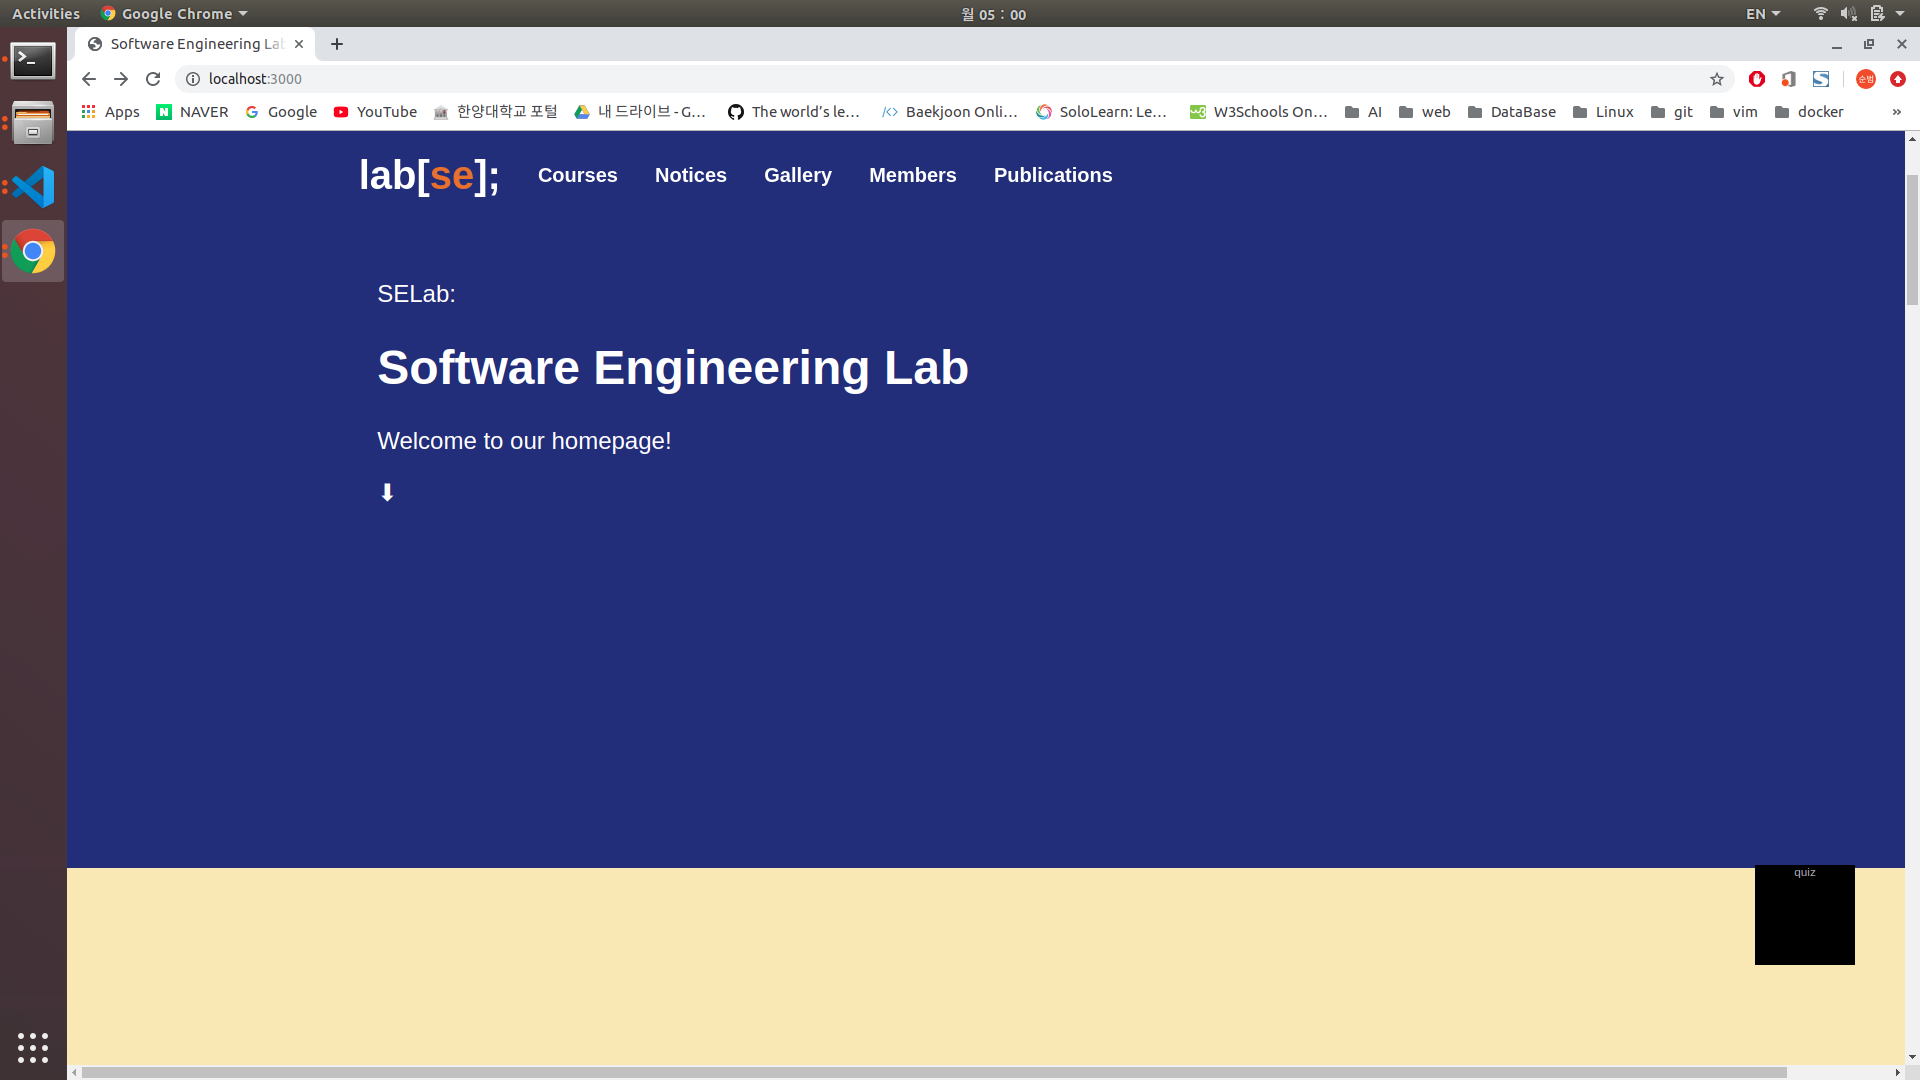 Activities Google Chrome 월 05 : 00 EN
Software Engineering La
localhost:3000
순범
Apps NAVER Google YouTube 한양대학교 포털 내 드라이브 - G… The world's le… Baekjoon Onli… SoloLearn: Le… W3Schools On… AI web DataBase Linux git vim docker »
lab[se]; Courses Notices Gallery Members Publications
SELab:
Software Engineering Lab
Welcome to our homepage!
quiz